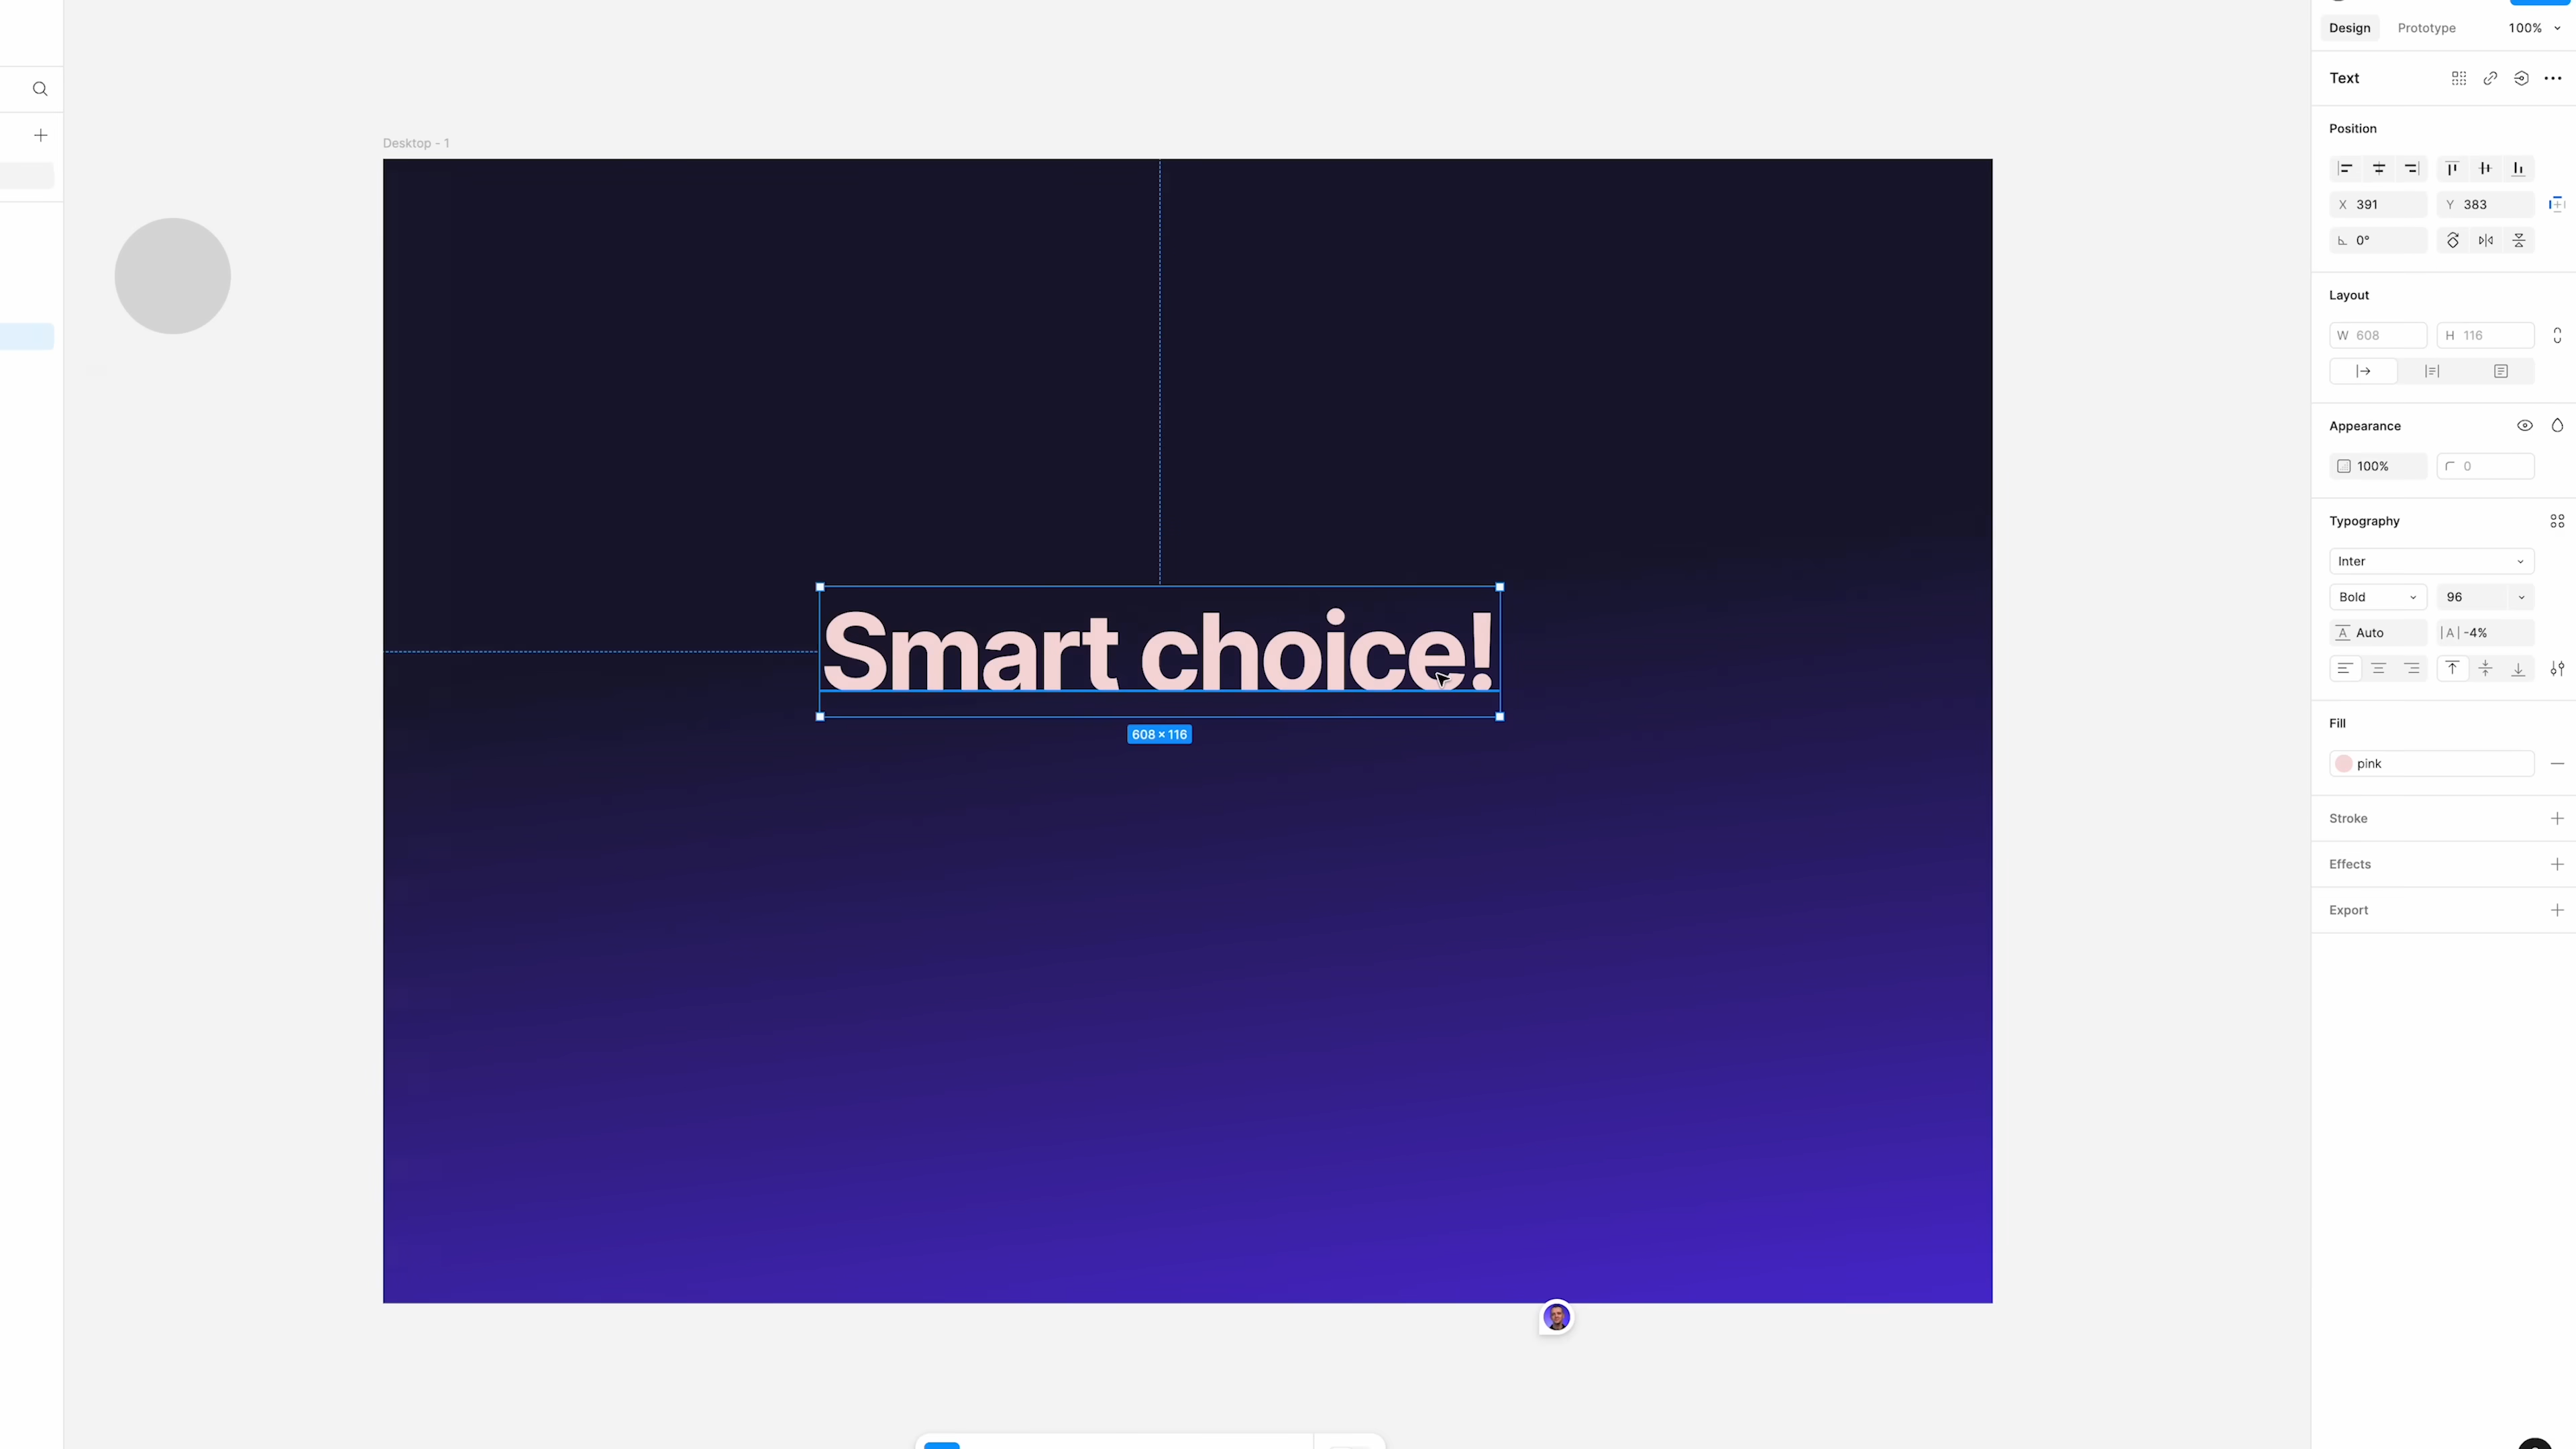 Design Prototype 100%
Text
Desktop - 1
Position
X 391 Y 383
0°
Layout
W 608 H 116
Appearance
100% 0
Typography
Inter
Bold 96
Auto -4%
Smart choice!
608 × 116
Fill
pink
Stroke
Effects
Export